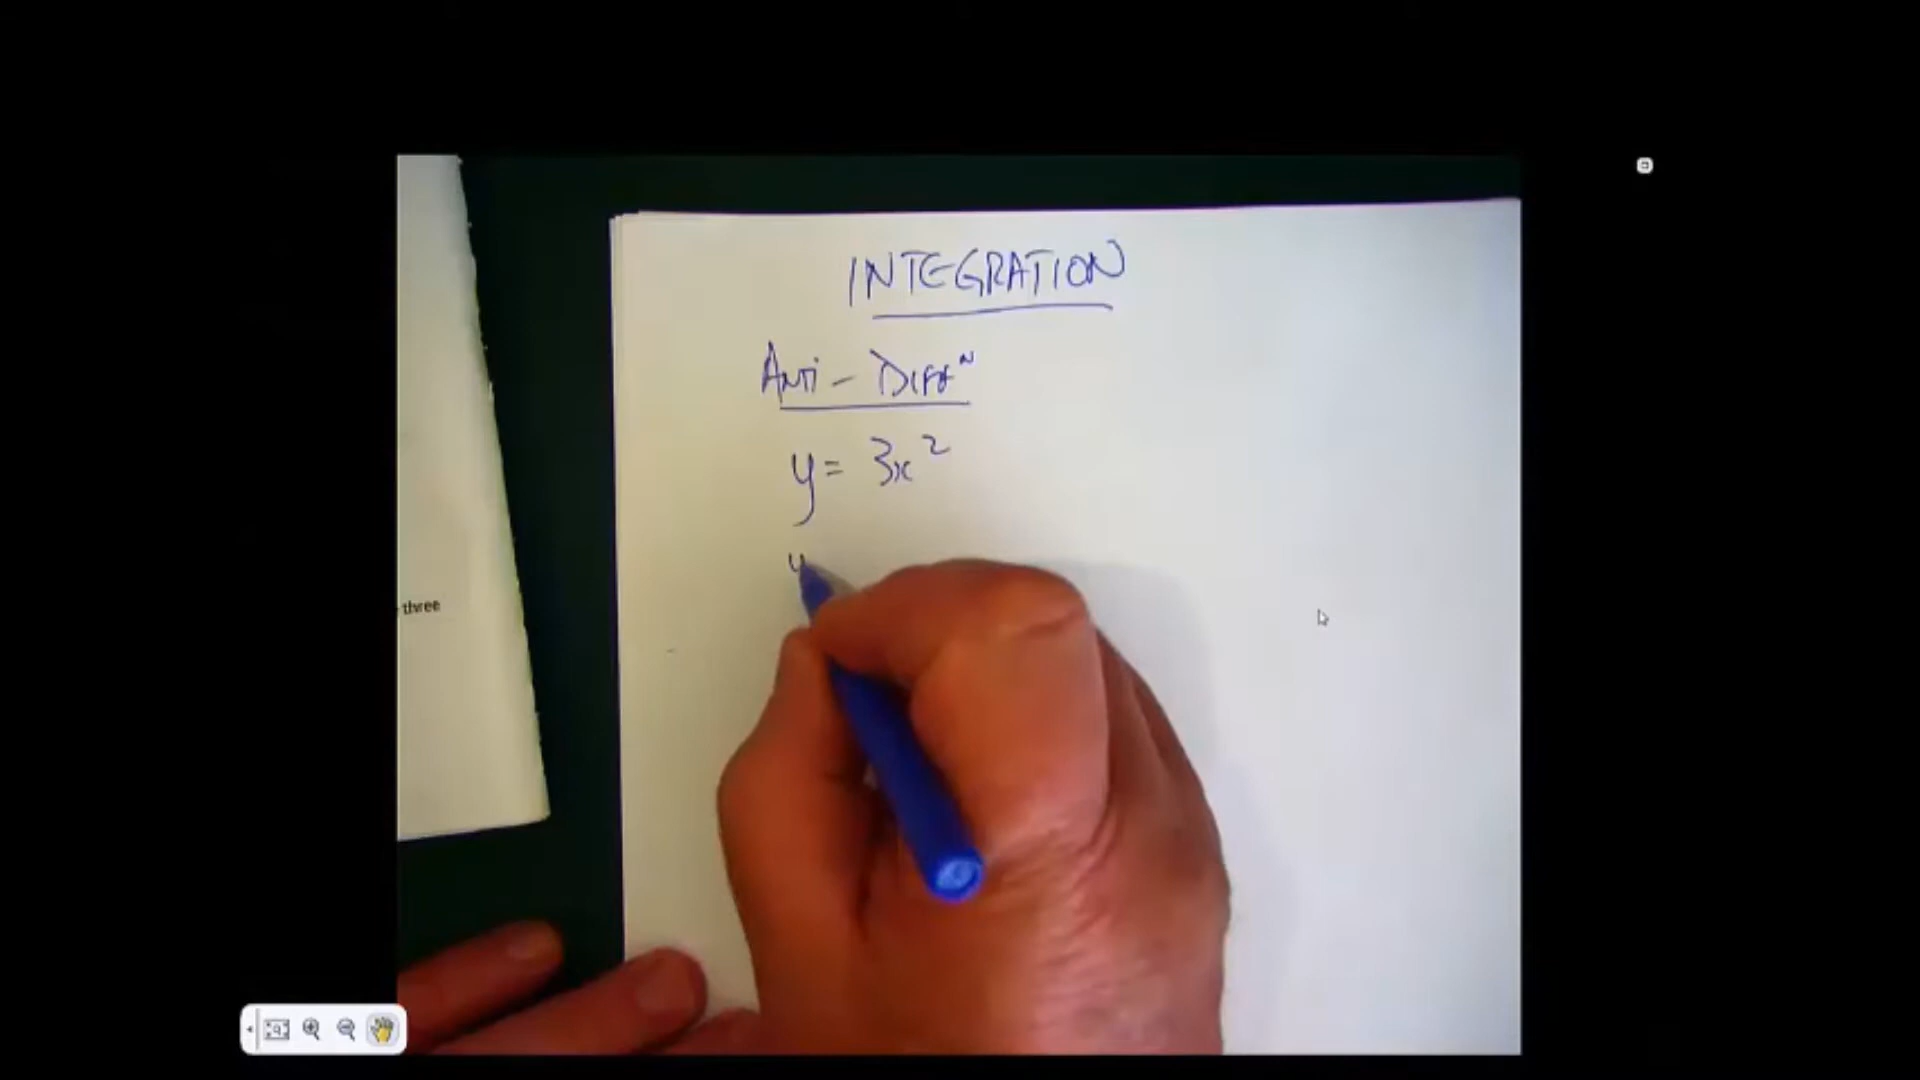 INTEGRATION
Anti - Diffⁿ
y = 3x²
y
three